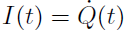 I(t) = Q̇(t)